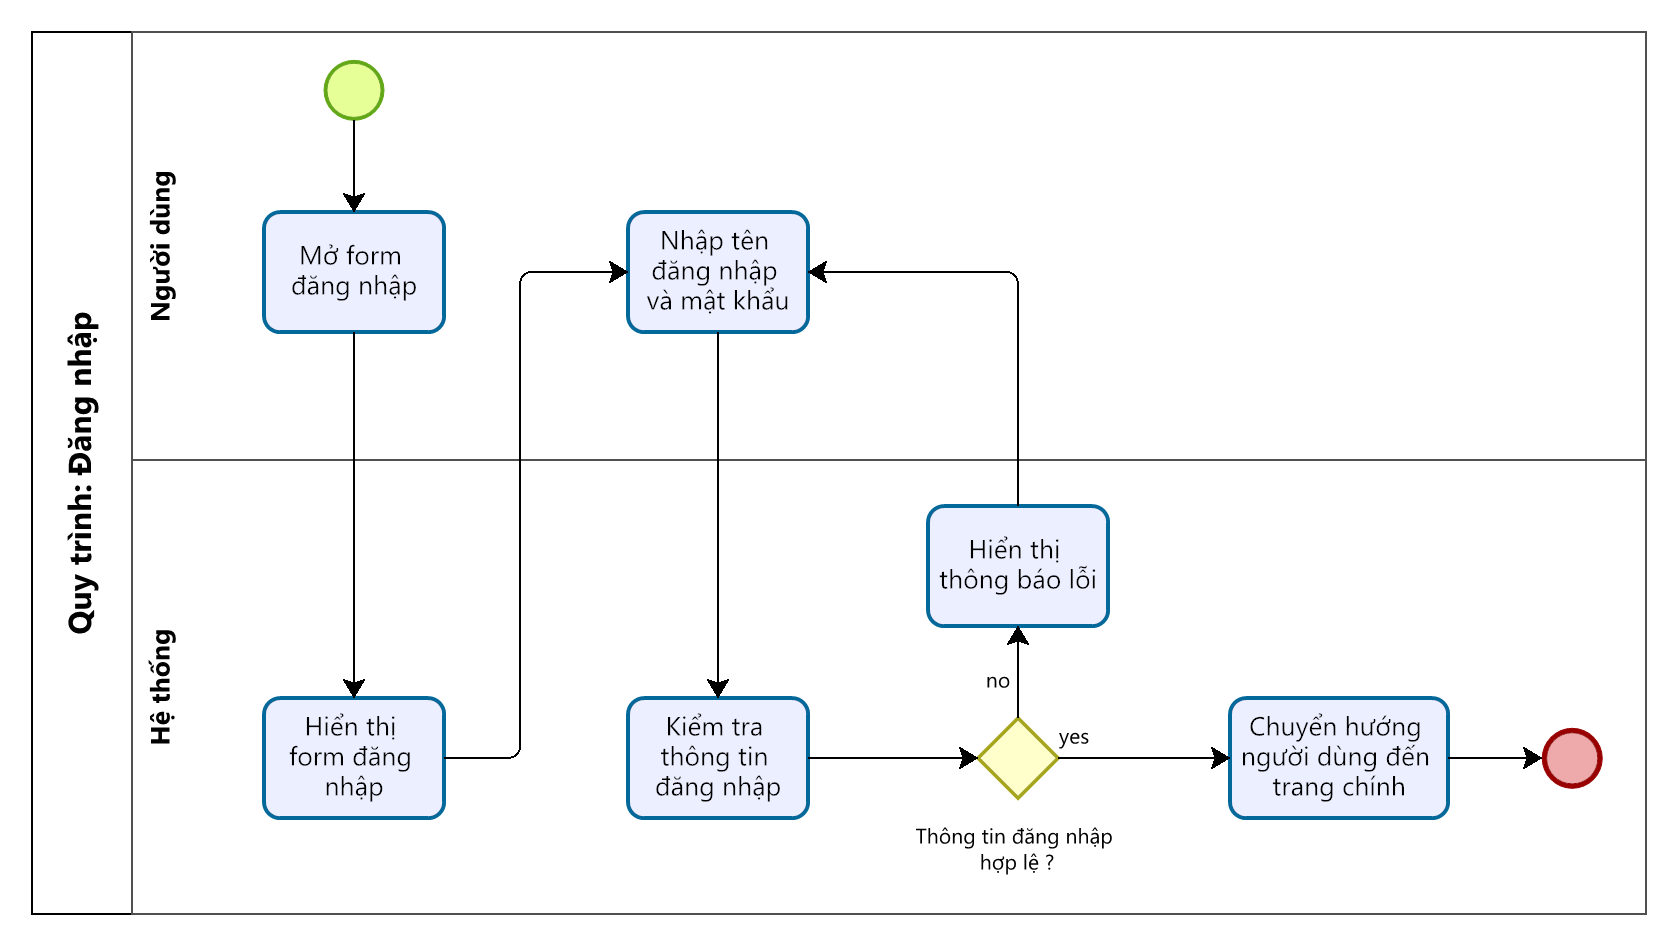 Quy trình: Đăng nhập
Người dùng
Mở form
đăng nhập
Nhập tên
đăng nhập
và mật khẩu
Hệ thống
Hiển thị
form đăng
nhập
Kiểm tra
thông tin
đăng nhập
Hiển thị
thông báo lỗi
no
yes
Thông tin đăng nhập
hợp lệ ?
Chuyển hướng
người dùng đến
trang chính